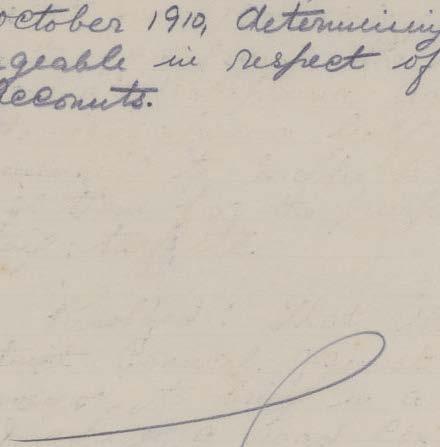 october 1910, determining
geable in respect of
accounts.